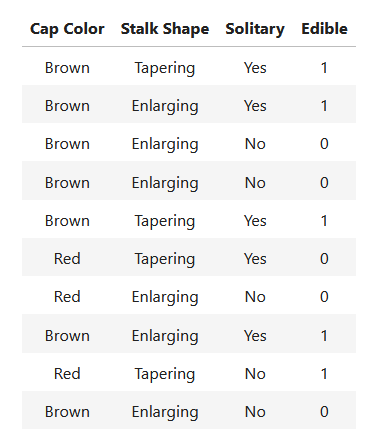 Cap Color Stalk Shape Solitary Edible
Brown Tapering Yes 1
Brown Enlarging Yes 1
Brown Enlarging No 0
Brown Enlarging No 0
Brown Tapering Yes 1
Red Tapering Yes 0
Red Enlarging No 0
Brown Enlarging Yes 1
Red Tapering No 1
Brown Enlarging No 0